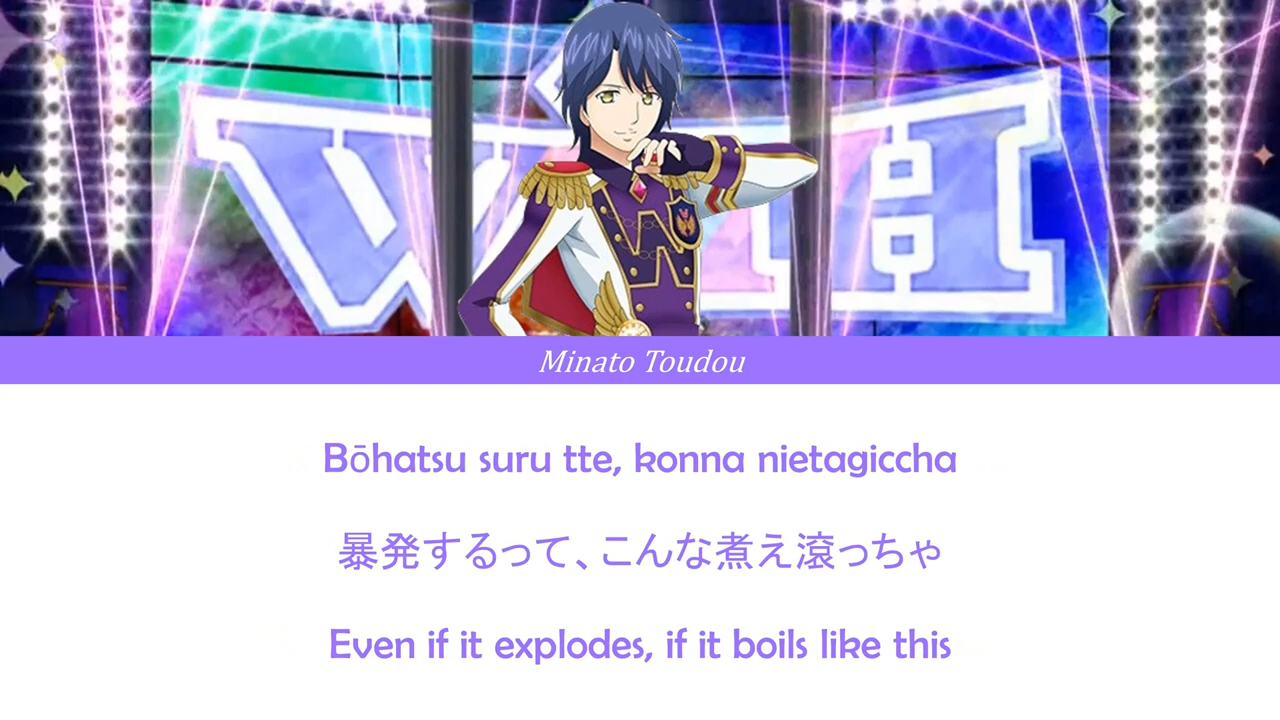 WITH
Minato Toudou
Bōhatsu suru tte, konna nietagiccha
暴発するって、こんな煮え滾っちゃ
Even if it explodes, if it boils like this